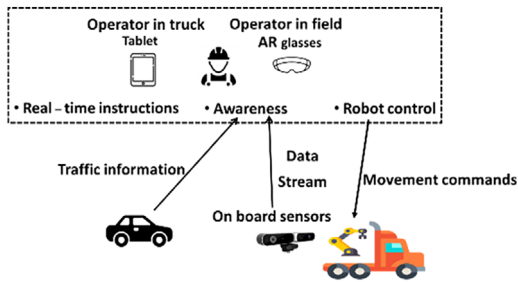 Operator in truck
Operator in field
Tablet
AR glasses
• Real – time instructions
• Awareness
• Robot control
Traffic information
Data
Stream
Movement commands
On board sensors